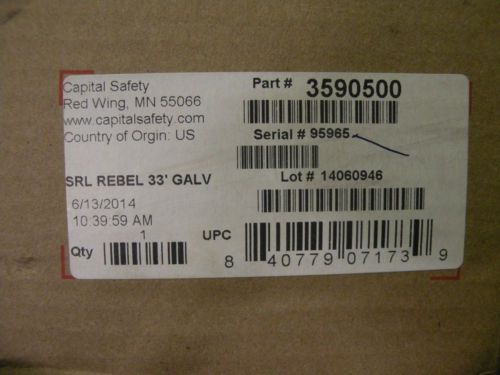 Capital Safety
Red Wing, MN 55066
www.capitalsafety.com
Country of Orgin: US
SRL REBEL 33' GALV
6/13/2014
10:39:59 AM
Qty 1
Part # 3590500
Serial # 95965
Lot # 14060946
UPC
8 40779 07173 9